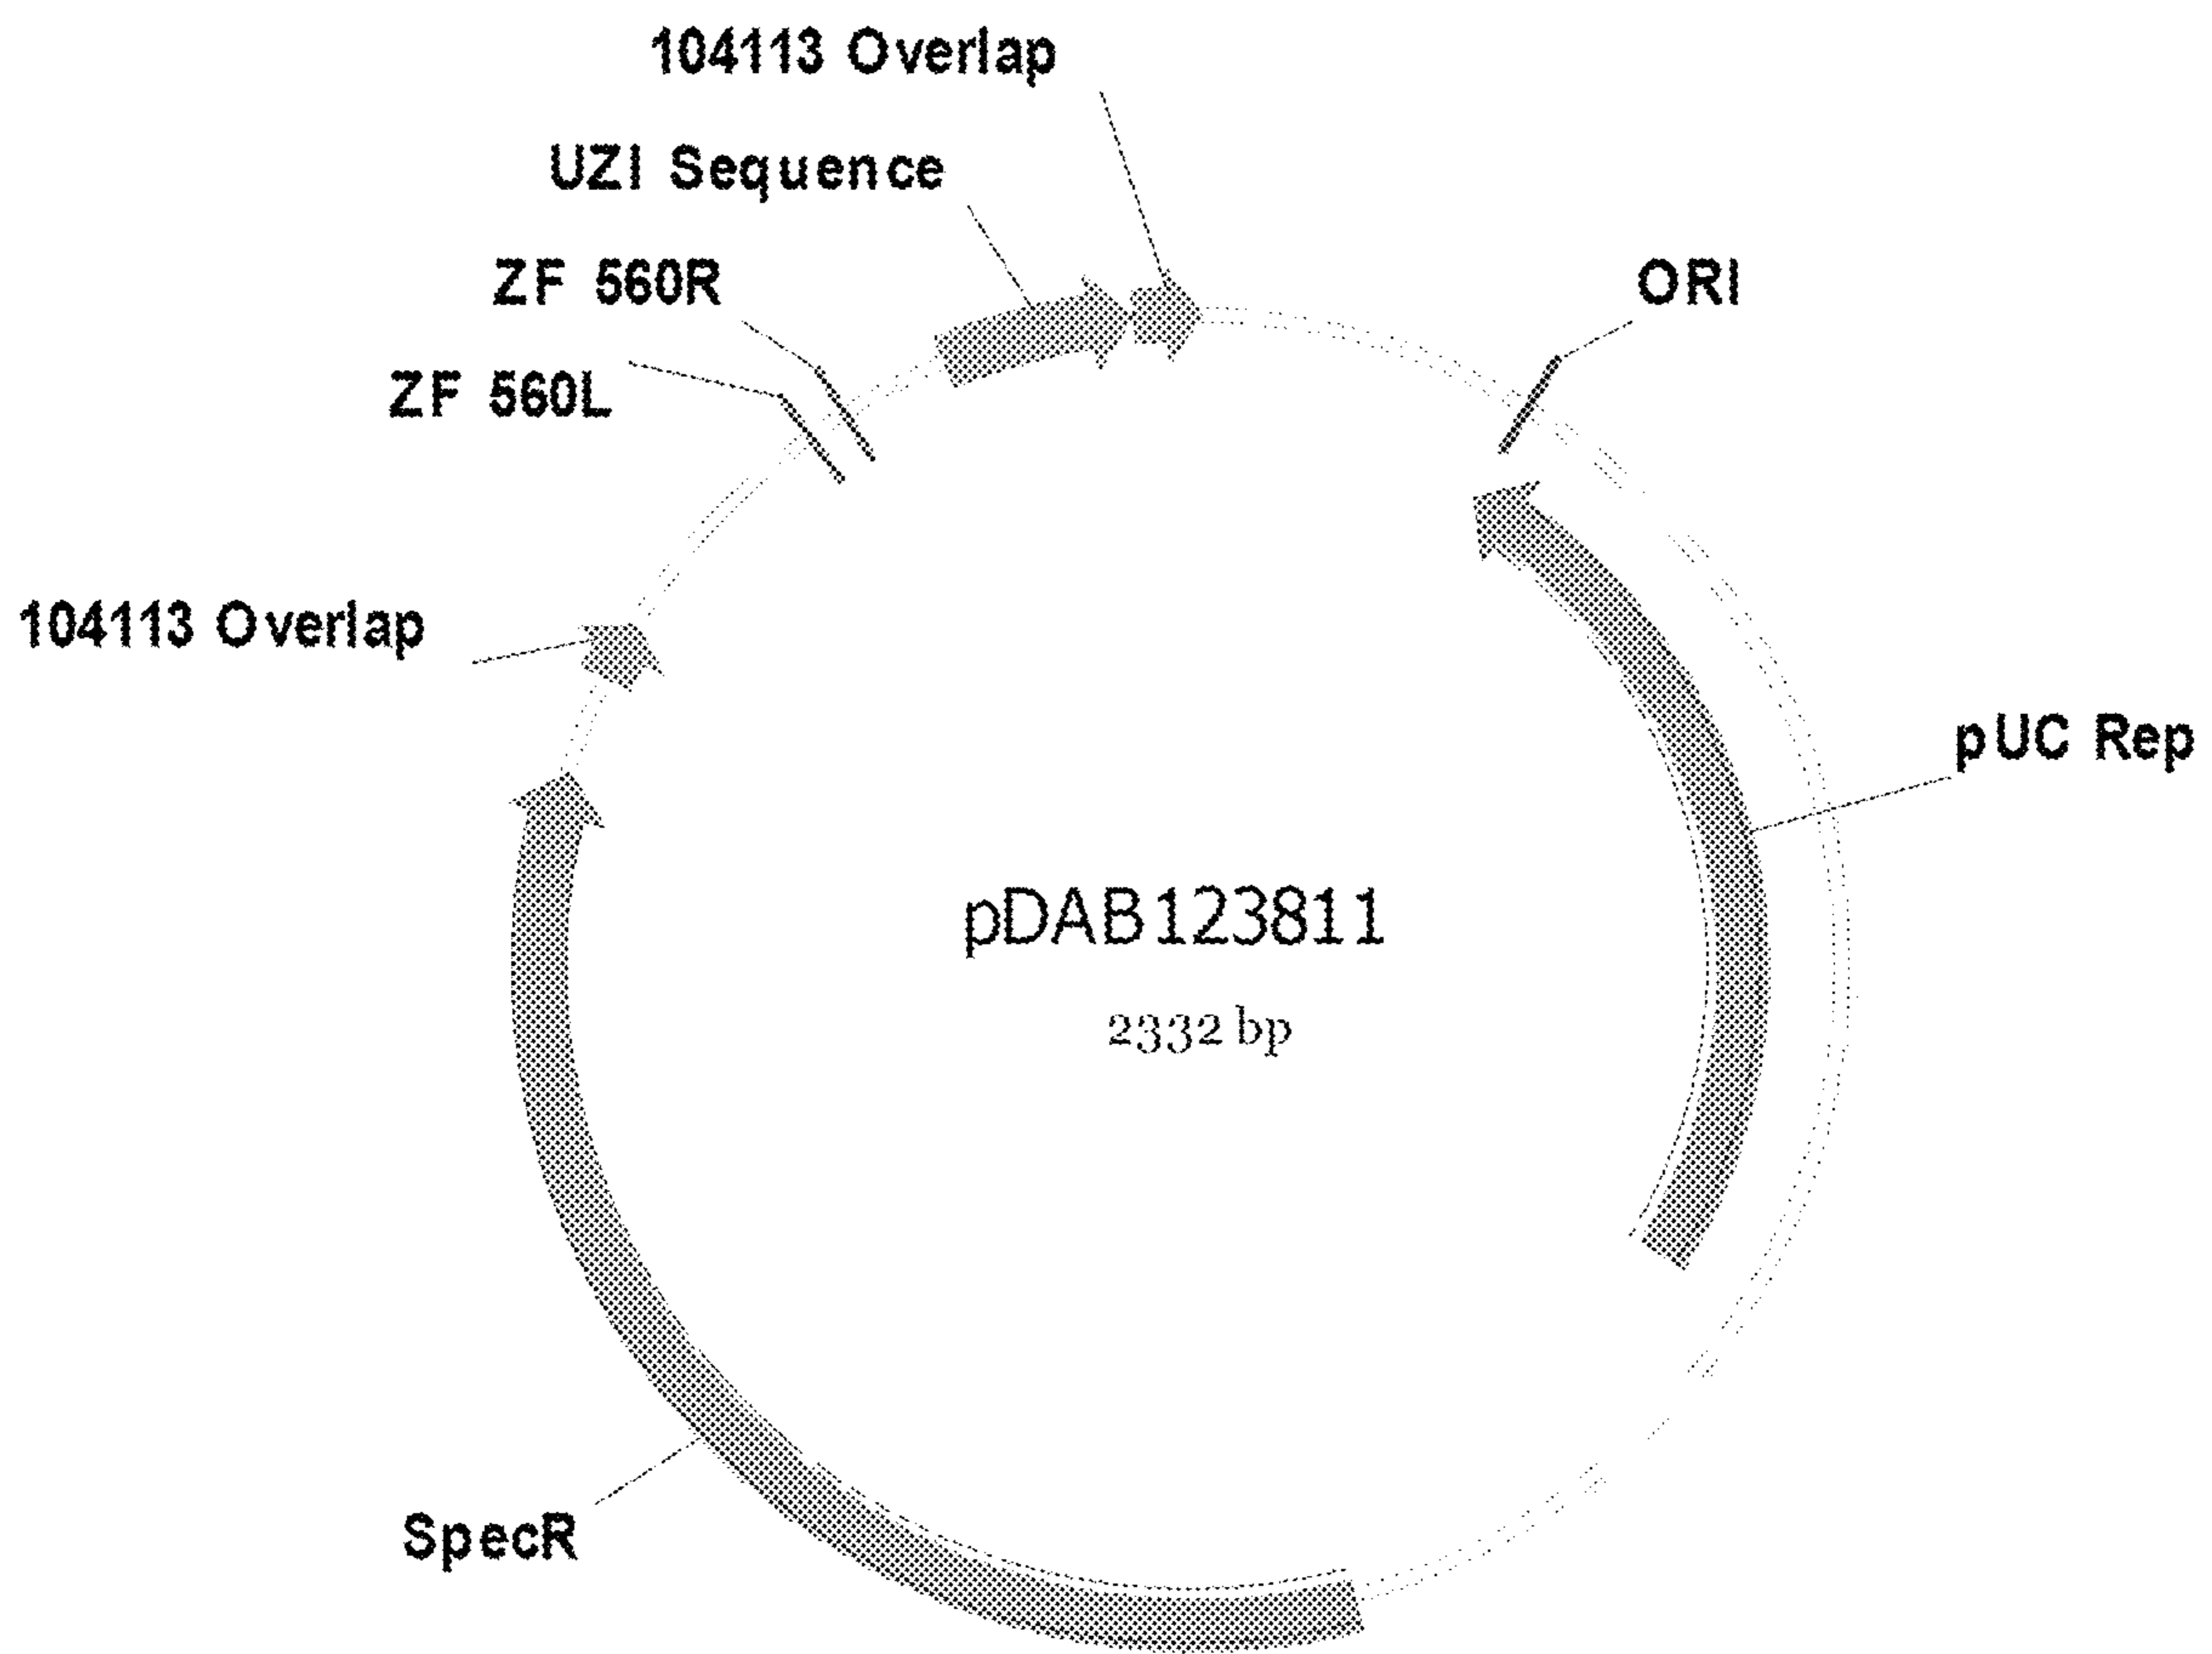 104113 Overlap
UZI Sequence
ZF 560R
ORI
ZF 560L
104113 Overlap
pUC Rep
pDAB123811
2332 bp
SpecR